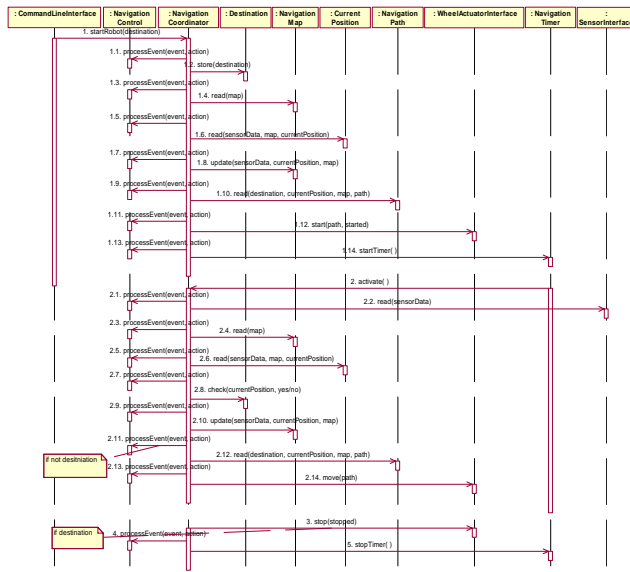 : CommandLineInterface
: Navigation
Control
: Navigation
Coordinator
: Destination
: Navigation
Map
: Current
Position
: Navigation
Path
: WheelActuatorInterface
: Navigation
Timer
: SensorInterface
1. startRobot(destination)
1.1. processEvent(event, action)
1.2. store(destination)
1.3. processEvent(event, action)
1.4. read(map)
1.5. processEvent(event, action)
1.6. read(sensorData, map, currentPosition)
1.7. processEvent(event, action)
1.8. update(sensorData, currentPosition, map)
1.9. processEvent(event, action)
1.10. read(destination, currentPosition, map, path)
1.11. processEvent(event, action)
1.12. start(path, started)
1.13. processEvent(event, action)
1.14. startTimer( )
2. activate( )
2.1. processEvent(event, action)
2.2. read(sensorData)
2.3. processEvent(event, action)
2.4. read(map)
2.5. processEvent(event, action)
2.6. read(sensorData, map, currentPosition)
2.7. processEvent(event, action)
2.8. check(currentPosition, yes/no)
2.9. processEvent(event, action)
2.10. update(sensorData, currentPosition, map)
2.11. processEvent(event, action)
if not desitniation
2.12. read(destination, currentPosition, map, path)
2.13. processEvent(event, action)
2.14. move(path)
3. stop(stopped)
if destination
4. processEvent(event, action)
5. stopTimer( )